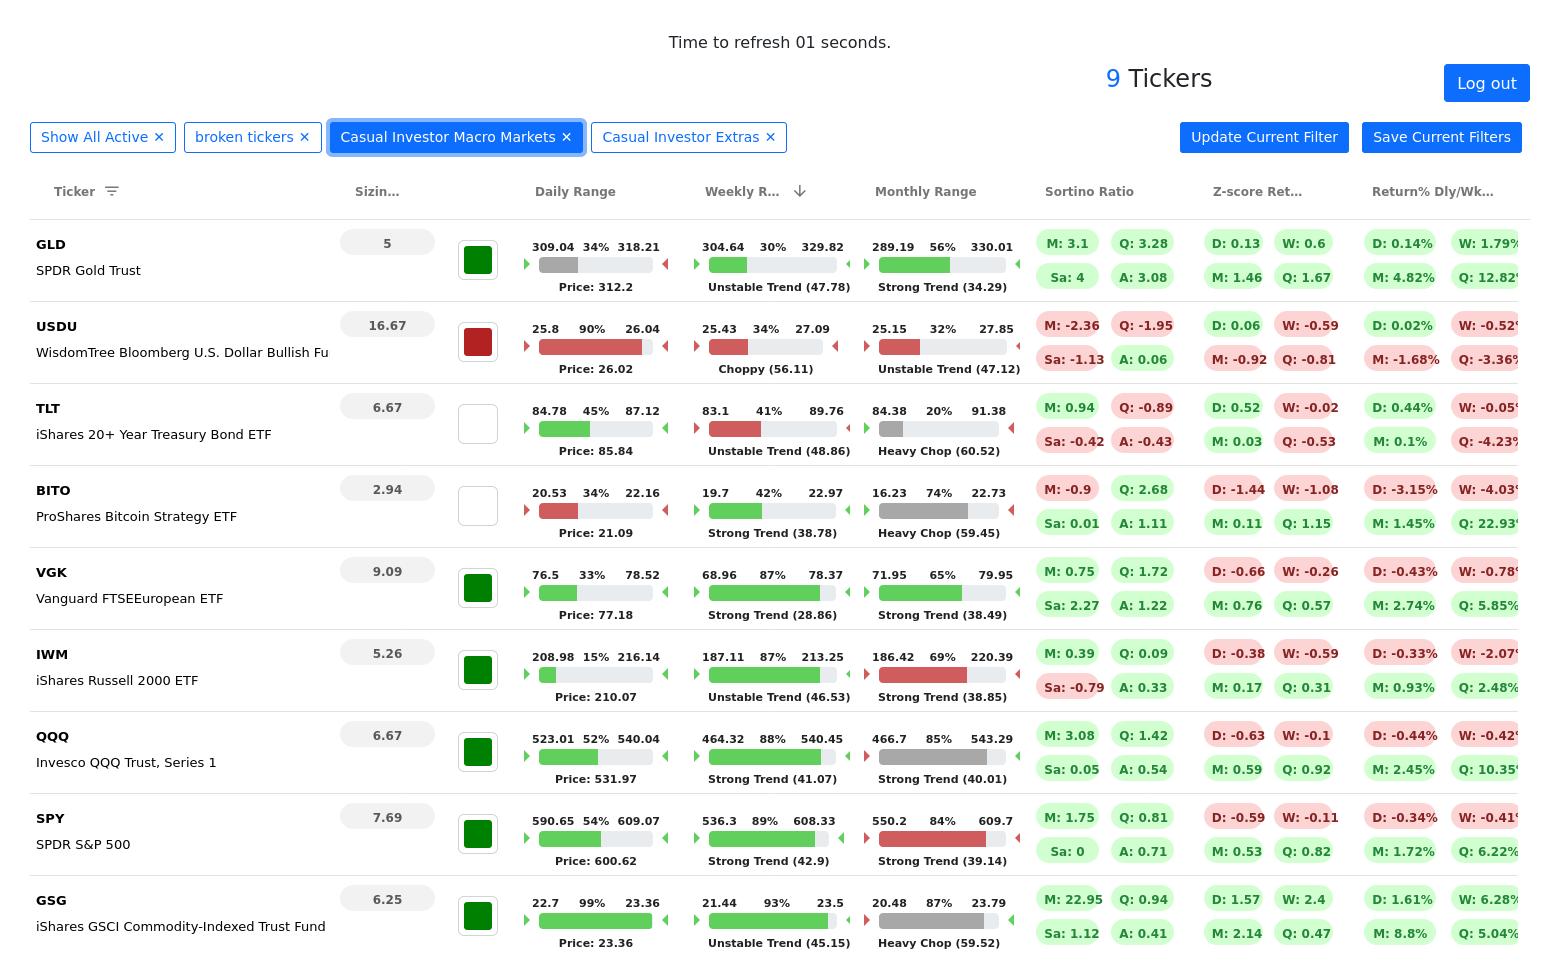 Time to refresh 01 seconds.
9 Tickers
Log out
Show All Active ✕ broken tickers ✕ Casual Investor Macro Markets ✕ Casual Investor Extras ✕ Update Current Filter Save Current Filters
Ticker Sizin... Daily Range Weekly R... Monthly Range Sortino Ratio Z-score Ret... Return% Dly/Wk...
GLD 5 309.04 34% 318.21 304.64 30% 329.82 289.19 56% 330.01 M: 3.1 Q: 3.28 D: 0.13 W: 0.6 D: 0.14% W: 1.79%
SPDR Gold Trust Price: 312.2 Unstable Trend (47.78) Strong Trend (34.29) Sa: 4 A: 3.08 M: 1.46 Q: 1.67 M: 4.82% Q: 12.82%
USDU 16.67 25.8 90% 26.04 25.43 34% 27.09 25.15 32% 27.85 M: -2.36 Q: -1.95 D: 0.06 W: -0.59 D: 0.02% W: -0.52%
WisdomTree Bloomberg U.S. Dollar Bullish Fu Price: 26.02 Choppy (56.11) Unstable Trend (47.12) Sa: -1.13 A: 0.06 M: -0.92 Q: -0.81 M: -1.68% Q: -3.36%
TLT 6.67 84.78 45% 87.12 83.1 41% 89.76 84.38 20% 91.38 M: 0.94 Q: -0.89 D: 0.52 W: -0.02 D: 0.44% W: -0.05%
iShares 20+ Year Treasury Bond ETF Price: 85.84 Unstable Trend (48.86) Heavy Chop (60.52) Sa: -0.42 A: -0.43 M: 0.03 Q: -0.53 M: 0.1% Q: -4.23%
BITO 2.94 20.53 34% 22.16 19.7 42% 22.97 16.23 74% 22.73 M: -0.9 Q: 2.68 D: -1.44 W: -1.08 D: -3.15% W: -4.03%
ProShares Bitcoin Strategy ETF Price: 21.09 Strong Trend (38.78) Heavy Chop (59.45) Sa: 0.01 A: 1.11 M: 0.11 Q: 1.15 M: 1.45% Q: 22.93%
VGK 9.09 76.5 33% 78.52 68.96 87% 78.37 71.95 65% 79.95 M: 0.75 Q: 1.72 D: -0.66 W: -0.26 D: -0.43% W: -0.78%
Vanguard FTSEEuropean ETF Price: 77.18 Strong Trend (28.86) Strong Trend (38.49) Sa: 2.27 A: 1.22 M: 0.76 Q: 0.57 M: 2.74% Q: 5.85%
IWM 5.26 208.98 15% 216.14 187.11 87% 213.25 186.42 69% 220.39 M: 0.39 Q: 0.09 D: -0.38 W: -0.59 D: -0.33% W: -2.07%
iShares Russell 2000 ETF Price: 210.07 Unstable Trend (46.53) Strong Trend (38.85) Sa: -0.79 A: 0.33 M: 0.17 Q: 0.31 M: 0.93% Q: 2.48%
QQQ 6.67 523.01 52% 540.04 464.32 88% 540.45 466.7 85% 543.29 M: 3.08 Q: 1.42 D: -0.63 W: -0.1 D: -0.44% W: -0.42%
Invesco QQQ Trust, Series 1 Price: 531.97 Strong Trend (41.07) Strong Trend (40.01) Sa: 0.05 A: 0.54 M: 0.59 Q: 0.92 M: 2.45% Q: 10.35%
SPY 7.69 590.65 54% 609.07 536.3 89% 608.33 550.2 84% 609.7 M: 1.75 Q: 0.81 D: -0.59 W: -0.11 D: -0.34% W: -0.41%
SPDR S&P 500 Price: 600.62 Strong Trend (42.9) Strong Trend (39.14) Sa: 0 A: 0.71 M: 0.53 Q: 0.82 M: 1.72% Q: 6.22%
GSG 6.25 22.7 99% 23.36 21.44 93% 23.5 20.48 87% 23.79 M: 22.95 Q: 0.94 D: 1.57 W: 2.4 D: 1.61% W: 6.28%
iShares GSCI Commodity-Indexed Trust Fund Price: 23.36 Unstable Trend (45.15) Heavy Chop (59.52) Sa: 1.12 A: 0.41 M: 2.14 Q: 0.47 M: 8.8% Q: 5.04%